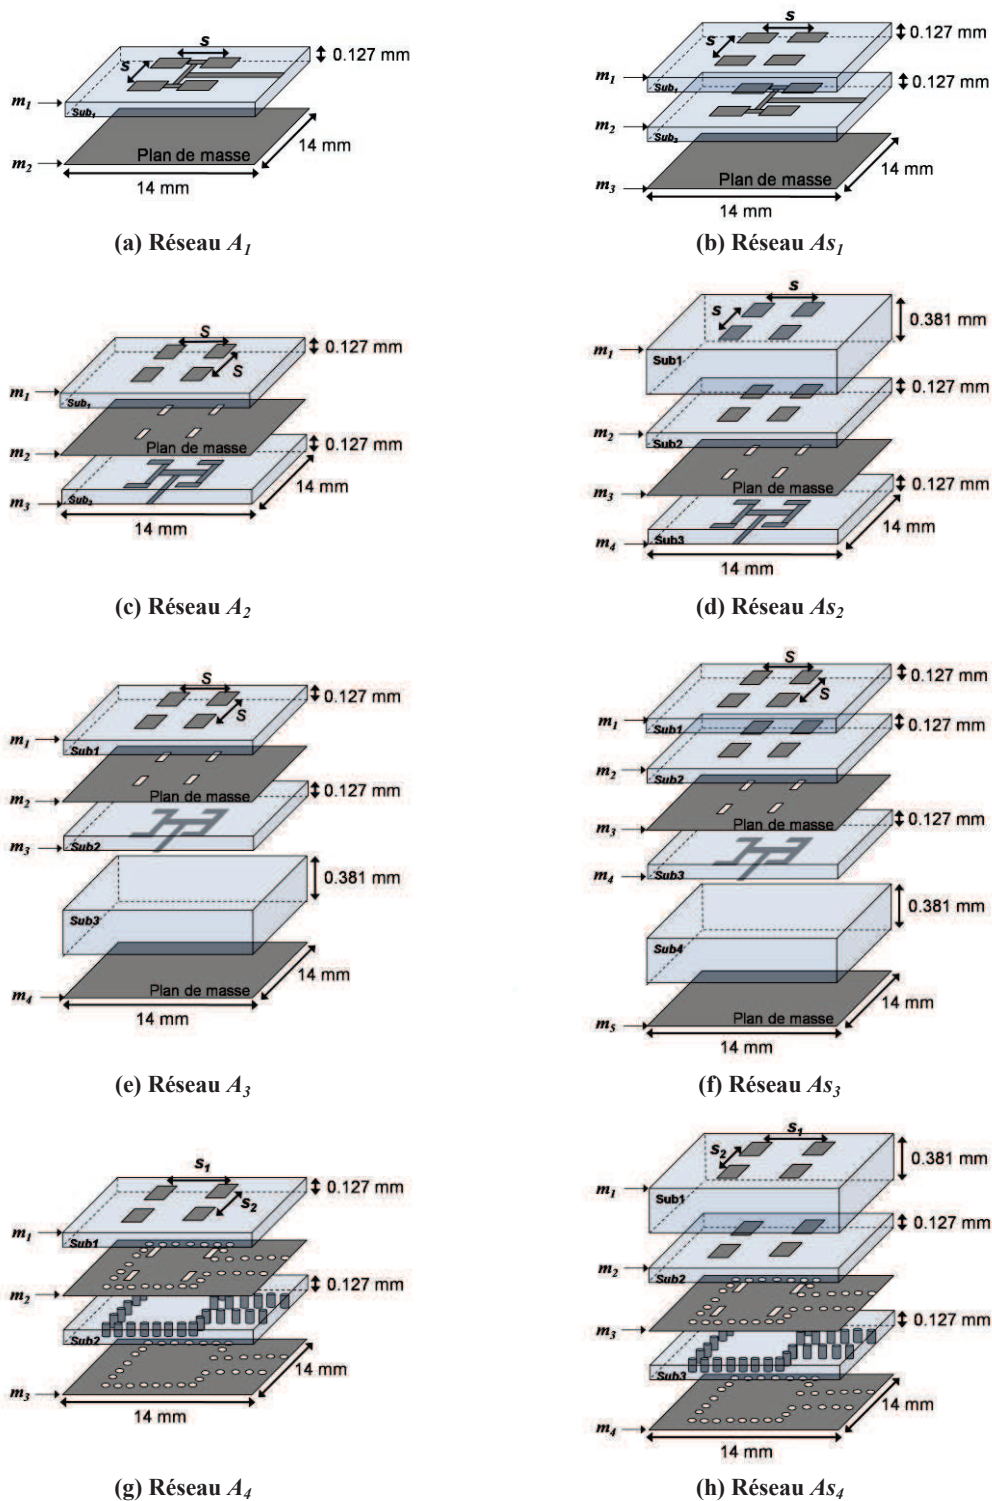 s
s
0.127 mm
m1
Sub1
Plan de masse
m2
14 mm
14 mm
(a) Réseau A1
s
s
0.127 mm
m1
Sub1
0.127 mm
m2
Sub2
Plan de masse
m3
14 mm
14 mm
(b) Réseau As1
S
S
0.127 mm
m1
Sub1
Plan de masse
m2
0.127 mm
m3
Sub2
14 mm
14 mm
(c) Réseau A2
s
s
0.381 mm
m1
Sub1
0.127 mm
m2
Sub2
Plan de masse
m3
0.127 mm
m4
Sub3
14 mm
14 mm
(d) Réseau As2
S
S
0.127 mm
m1
Sub1
Plan de masse
m2
0.127 mm
m3
Sub2
0.381 mm
Sub3
Plan de masse
m4
14 mm
14 mm
(e) Réseau A3
S
S
0.127 mm
m1
Sub1
0.127 mm
m2
Sub2
Plan de masse
m3
0.127 mm
m4
Sub3
0.381 mm
Sub4
Plan de masse
m5
14 mm
14 mm
(f) Réseau As3
s1
s2
0.127 mm
m1
Sub1
m2
0.127 mm
Sub2
m3
14 mm
14 mm
(g) Réseau A4
s1
s2
0.381 mm
m1
Sub1
0.127 mm
m2
Sub2
m3
0.127 mm
Sub3
m4
14 mm
14 mm
(h) Réseau As4